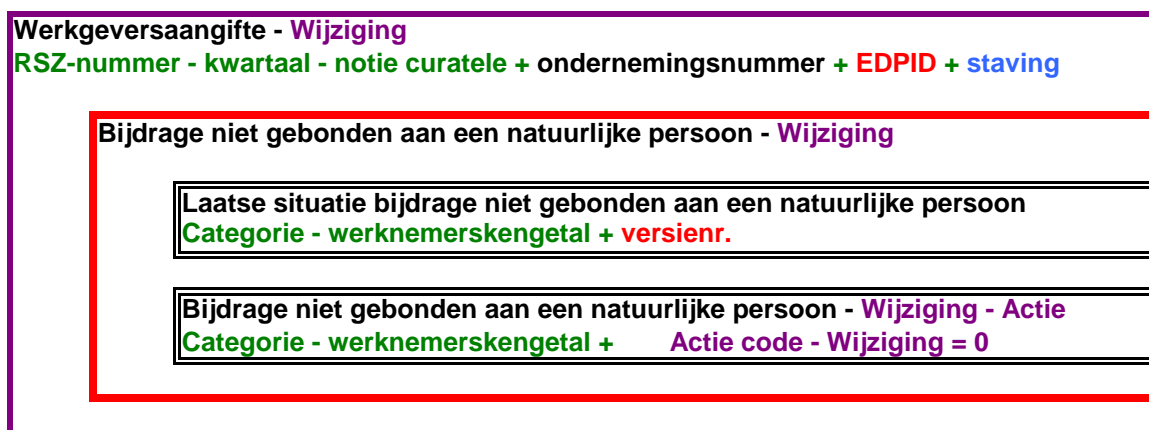 Werkgeversaangifte - Wijziging
RSZ-nummer - kwartaal - notie curatele + ondernemingsnummer + EDPID + staving
Bijdrage niet gebonden aan een natuurlijke persoon - Wijziging
Laatse situatie bijdrage niet gebonden aan een natuurlijke persoon
Categorie - werknemerskengetal + versienr.
Bijdrage niet gebonden aan een natuurlijke persoon - Wijziging - Actie
Categorie - werknemerskengetal + Actie code - Wijziging = 0